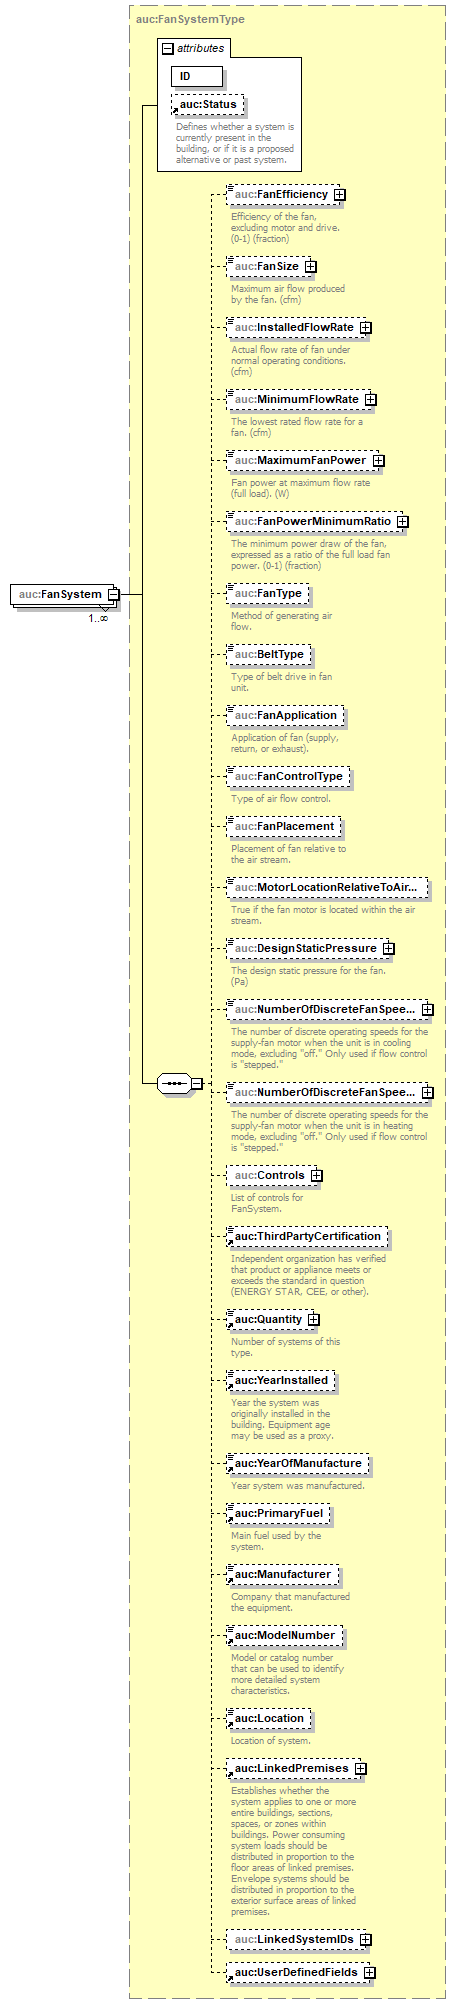 auc:FanSystemType
attributes
ID
auc:Status
Defines whether a system is
currently present in the
building, or if it is a proposed
alternative or past system.
auc:FanEfficiency
Efficiency of the fan,
excluding motor and drive.
(0-1) (fraction)
auc:FanSize
Maximum air flow produced
by the fan. (cfm)
auc:InstalledFlowRate
Actual flow rate of fan under
normal operating conditions.
(cfm)
auc:MinimumFlowRate
The lowest rated flow rate for a
fan. (cfm)
auc:MaximumFanPower
Fan power at maximum flow rate
(full load). (W)
auc:FanPowerMinimumRatio
The minimum power draw of the fan,
expressed as a ratio of the full load fan
power. (0-1) (fraction)
auc:FanSystem
1..∞
auc:FanType
Method of generating air
flow.
auc:BeltType
Type of belt drive in fan
unit.
auc:FanApplication
Application of fan (supply,
return, or exhaust).
auc:FanControlType
Type of air flow control.
auc:FanPlacement
Placement of fan relative to
the air stream.
auc:MotorLocationRelativeToAir...
True if the fan motor is located within the air
stream.
auc:DesignStaticPressure
The design static pressure for the fan.
(Pa)
auc:NumberOfDiscreteFanSpee...
The number of discrete operating speeds for the
supply-fan motor when the unit is in cooling
mode, excluding "off." Only used if flow control
is "stepped."
auc:NumberOfDiscreteFanSpee...
The number of discrete operating speeds for the
supply-fan motor when the unit is in heating
mode, excluding "off." Only used if flow control
is "stepped."
auc:Controls
List of controls for
FanSystem.
auc:ThirdPartyCertification
Independent organization has verified
that product or appliance meets or
exceeds the standard in question
(ENERGY STAR, CEE, or other).
auc:Quantity
Number of systems of this
type.
auc:YearInstalled
Year the system was
originally installed in the
building. Equipment age
may be used as a proxy.
auc:YearOfManufacture
Year system was manufactured.
auc:PrimaryFuel
Main fuel used by the
system.
auc:Manufacturer
Company that manufactured
the equipment.
auc:ModelNumber
Model or catalog number
that can be used to identify
more detailed system
characteristics.
auc:Location
Location of system.
auc:LinkedPremises
Establishes whether the
system applies to one or more
entire buildings, sections,
spaces, or zones within
buildings. Power consuming
system loads should be
distributed in proportion to the
floor areas of linked premises.
Envelope systems should be
distributed in proportion to the
exterior surface areas of linked
premises.
auc:LinkedSystemIDs
auc:UserDefinedFields